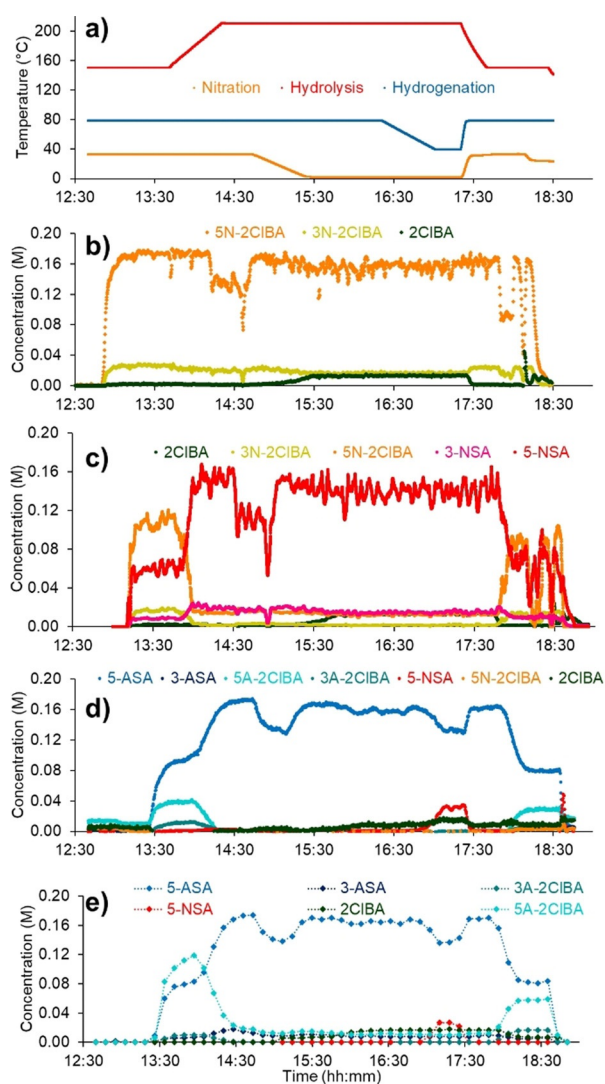 a)
Temperature (°C)
200
160
120
80
40
0
Nitration Hydrolysis Hydrogenation
12:30 13:30 14:30 15:30 16:30 17:30 18:30
b)
5N-2ClBA 3N-2ClBA 2ClBA
Concentration (M)
0.20
0.16
0.12
0.08
0.04
0.00
12:30 13:30 14:30 15:30 16:30 17:30 18:30
c)
2ClBA 3N-2ClBA 5N-2ClBA 3-NSA 5-NSA
Concentration (M)
0.20
0.16
0.12
0.08
0.04
0.00
12:30 13:30 14:30 15:30 16:30 17:30 18:30
5-ASA 3-ASA 5A-2ClBA 3A-2ClBA 5-NSA 5N-2ClBA 2ClBA
d)
Concentration (M)
0.20
0.16
0.12
0.08
0.04
0.00
12:30 13:30 14:30 15:30 16:30 17:30 18:30
e)
5-ASA 3-ASA 3A-2ClBA
5-NSA 2ClBA 5A-2ClBA
Concentration (M)
0.20
0.16
0.12
0.08
0.04
0.00
12:30 13:30 14:30 15:30 16:30 17:30 18:30
Time (hh:mm)